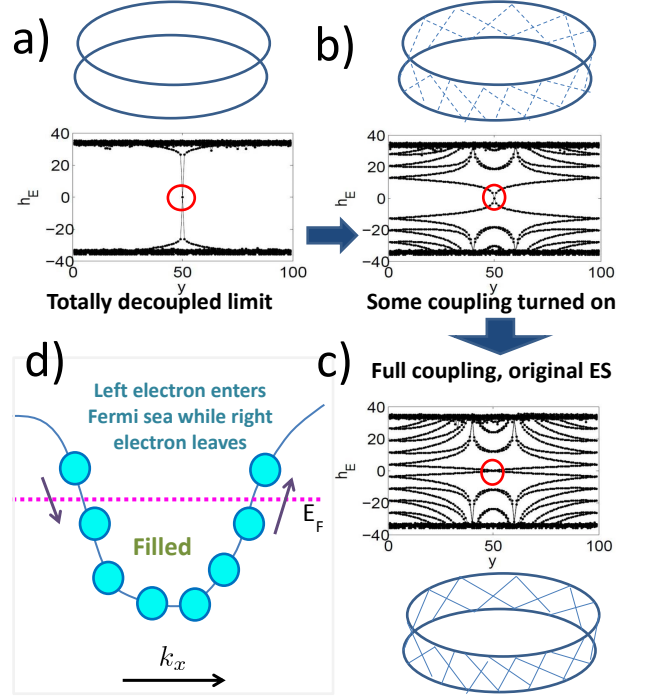 a)
b)
40
20
0
−20
−40
h_E
0
50
100
y
Totally decoupled limit
40
20
0
−20
−40
h_E
0
50
100
y
Some coupling turned on
d)
Left electron enters
Fermi sea while right
electron leaves
E_F
Filled
k_x
c)
Full coupling, original ES
40
20
0
−20
−40
h_E
0
50
100
y